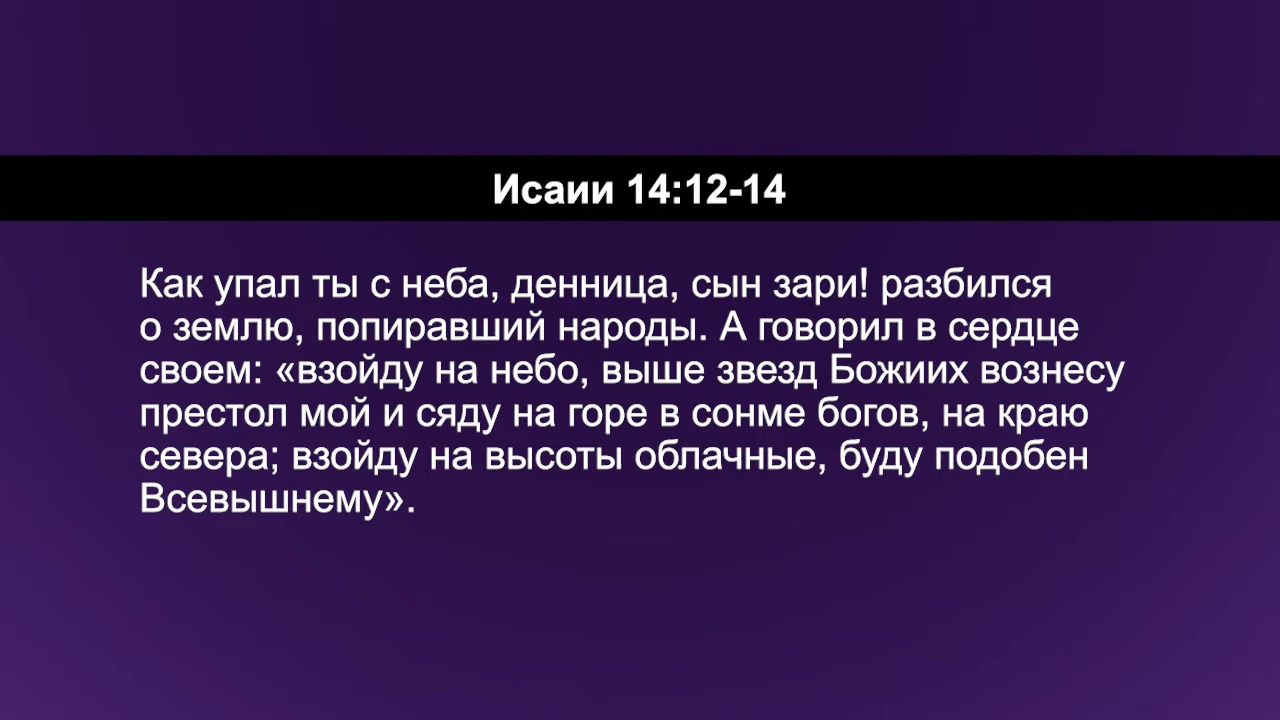 Исаии 14:12-14
Как упал ты с неба, денница, сын зари! разбился
о землю, попиравший народы. А говорил в сердце
своем: «взойду на небо, выше звезд Божиих вознесу
престол мой и сяду на горе в сонме богов, на краю
севера; взойду на высоты облачные, буду подобен
Всевышнему».